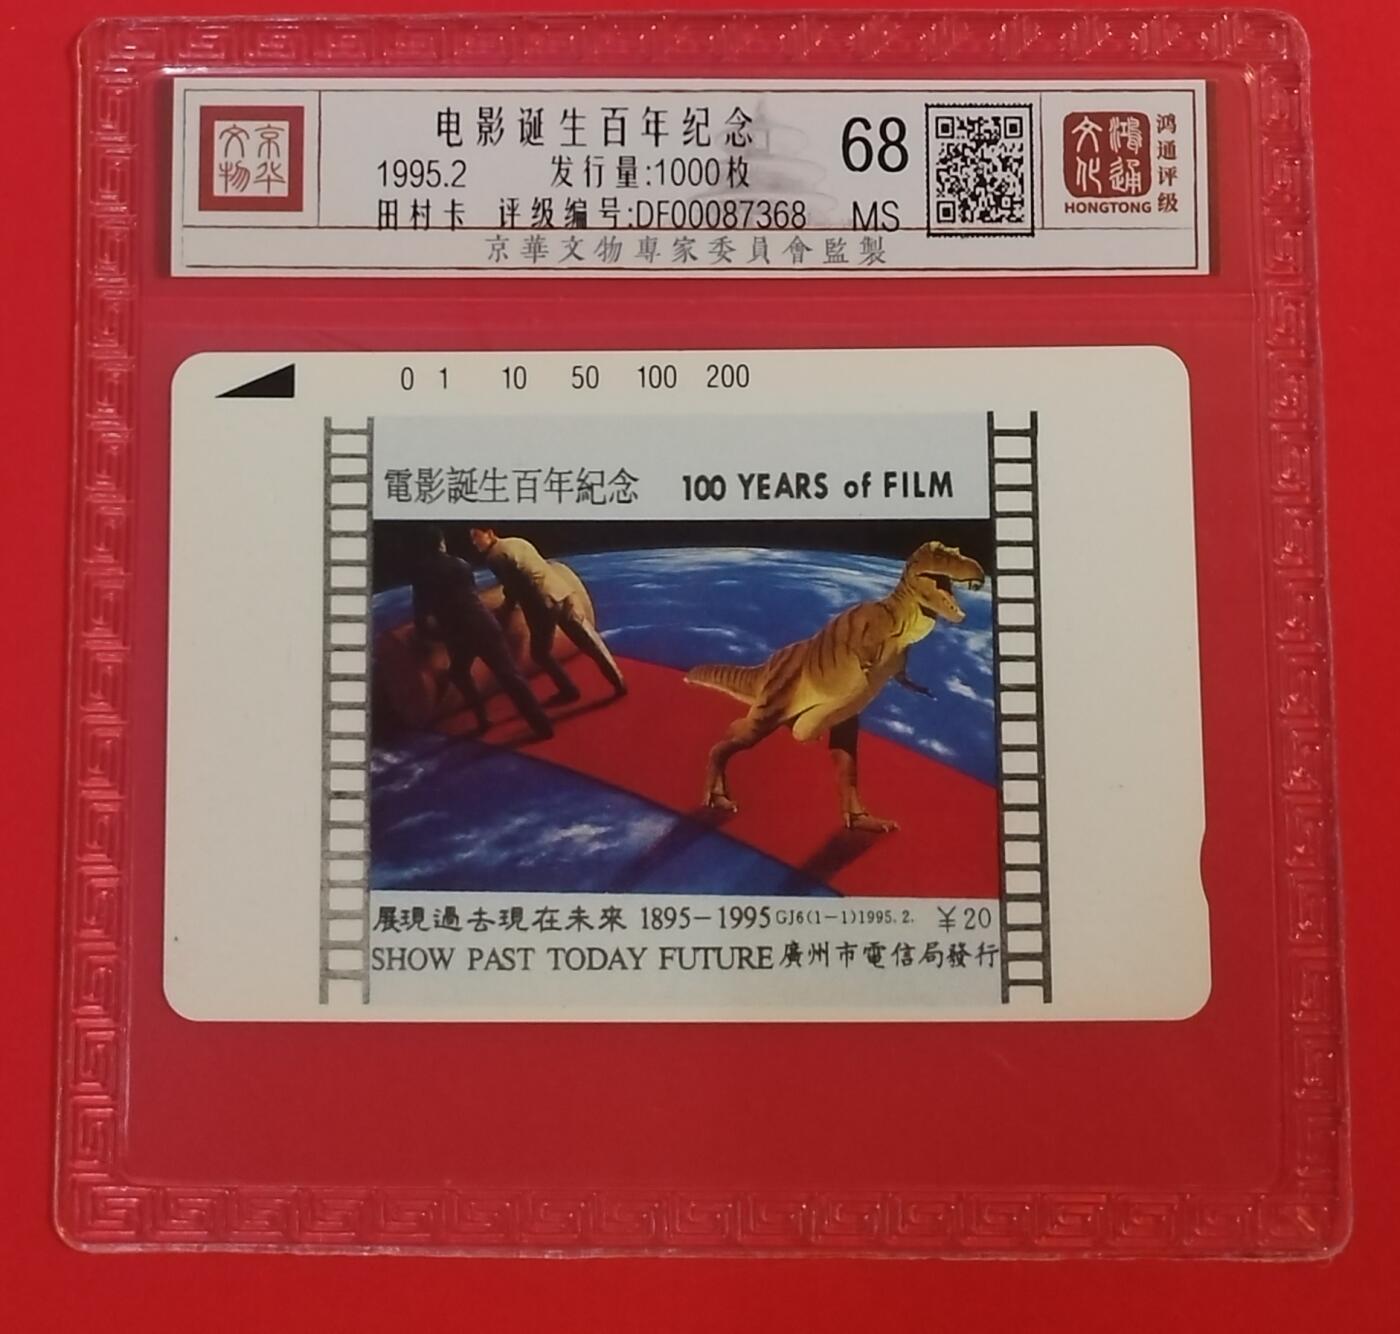 京华
文物
电影诞生百年纪念
1995.2 发行量:1000枚
田村卡 评级编号:DF00087368
68
MS
鸿通
文化
HONGTONG
鸿通评级
京華文物專家委員會監製
0 1 10 50 100 200
電影誕生百年紀念 100 YEARS of FILM
展現過去現在未來 1895-1995 GJ6(1-1)1995.2. ¥20
SHOW PAST TODAY FUTURE 廣州市電信局發行